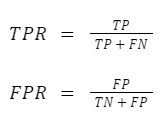 TPR = TP / (TP + FN)
FPR = FP / (TN + FP)